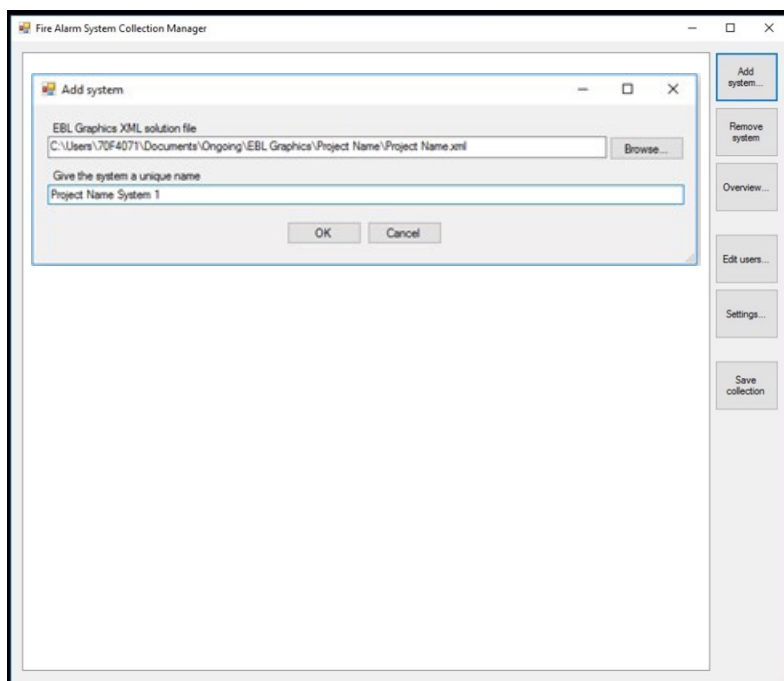 Fire Alarm System Collection Manager
Add system
EBL Graphics XML solution file
C:\Users\70F4071\Documents\Ongoing\EBL Graphics\Project Name\Project Name.xml
Browse...
Give the system a unique name
Project Name System 1
OK
Cancel
Add
system...
Remove
system
Overview...
Edit users...
Settings...
Save
collection